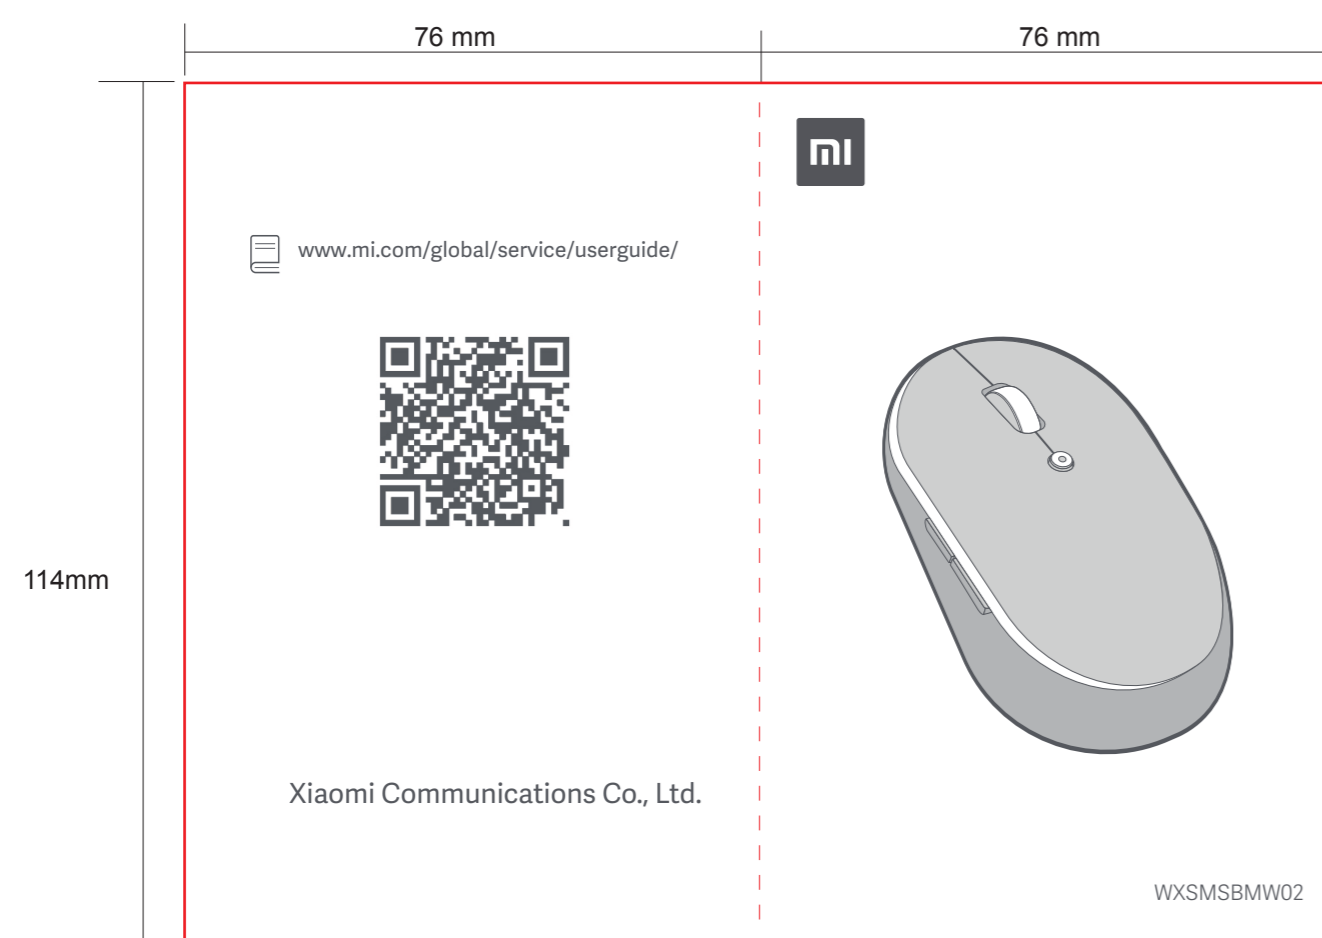 76 mm
76 mm
mi
www.mi.com/global/service/userguide/
114mm
Xiaomi Communications Co., Ltd.
WXSMSBMW02